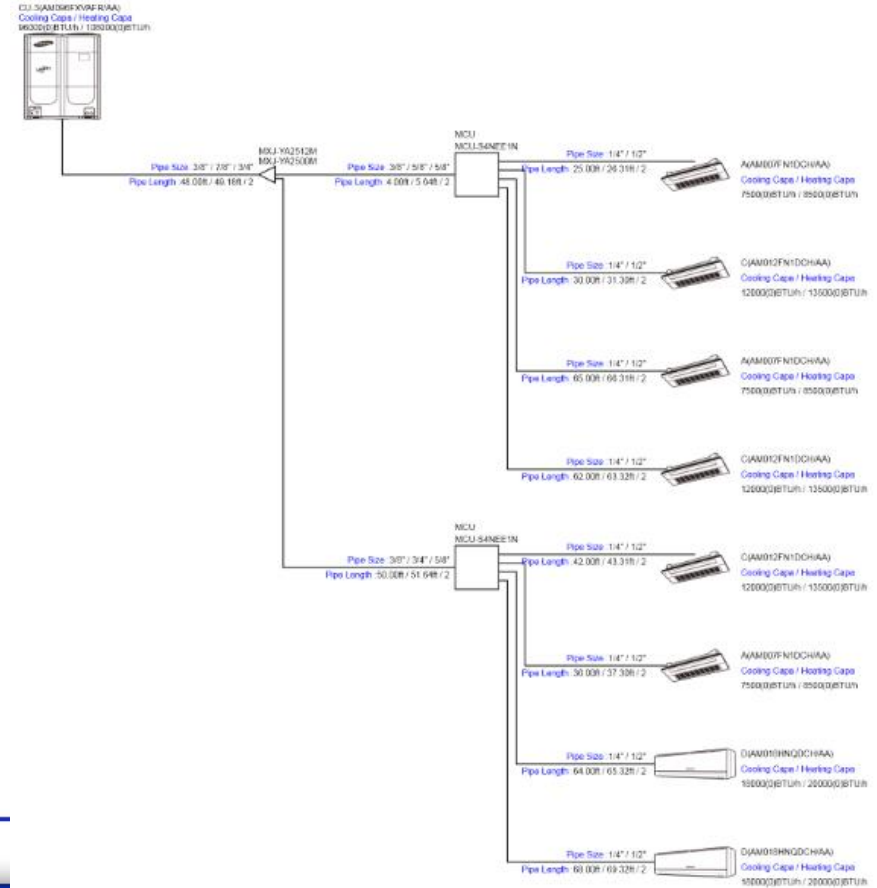 CU-3(AM096FXVAFR/AA)
Cooling Capa / Heating Capa
96000(0)BTU/h / 108000(0)BTU/h
SAMSUNG
MXJ-YA2512M
MXJ-YA2500M
Pipe Size :3/8" / 7/8" / 3/4"
Pipe Length :48.00ft / 49.16ft / 2
Pipe Size :3/8" / 5/8" / 5/8"
Pipe Length :4.00ft / 5.64ft / 2
MCU
MCU-S4NEE1N
Pipe Size :1/4" / 1/2"
Pipe Length :25.00ft / 26.31ft / 2
A(AM007FN1DCH/AA)
Cooling Capa / Heating Capa
7500(0)BTU/h / 8500(0)BTU/h
Pipe Size :1/4" / 1/2"
Pipe Length :30.00ft / 31.30ft / 2
C(AM012FN1DCH/AA)
Cooling Capa / Heating Capa
12000(0)BTU/h / 13500(0)BTU/h
Pipe Size :1/4" / 1/2"
Pipe Length :65.00ft / 66.31ft / 2
A(AM007FN1DCH/AA)
Cooling Capa / Heating Capa
7500(0)BTU/h / 8500(0)BTU/h
Pipe Size :1/4" / 1/2"
Pipe Length :62.00ft / 63.32ft / 2
C(AM012FN1DCH/AA)
Cooling Capa / Heating Capa
12000(0)BTU/h / 13500(0)BTU/h
MCU
MCU-S4NEE1N
Pipe Size :3/8" / 3/4" / 5/8"
Pipe Length :50.00ft / 51.64ft / 2
Pipe Size :1/4" / 1/2"
Pipe Length :42.00ft / 43.31ft / 2
C(AM012FN1DCH/AA)
Cooling Capa / Heating Capa
12000(0)BTU/h / 13500(0)BTU/h
Pipe Size :1/4" / 1/2"
Pipe Length / 37.30ft / 2
A(AM007FN1DCH/AA)
Cooling Capa / Heating Capa
7500(0)BTU/h / 8500(0)BTU/h
Pipe Size :1/4" / 1/2"
Pipe Length :64.00ft / 65.32ft / 2
D(AM018HNQDCH/AA)
Cooling Capa / Heating Capa
18000(0)BTU/h / 20000(0)BTU/h
Pipe Size :1/4" / 1/2"
Pipe Length :68.00ft / 69.32ft / 2
D(AM018HNQDCH/AA)
Cooling Capa / Heating Capa
18000(0)BTU/h / 20000(0)BTU/h